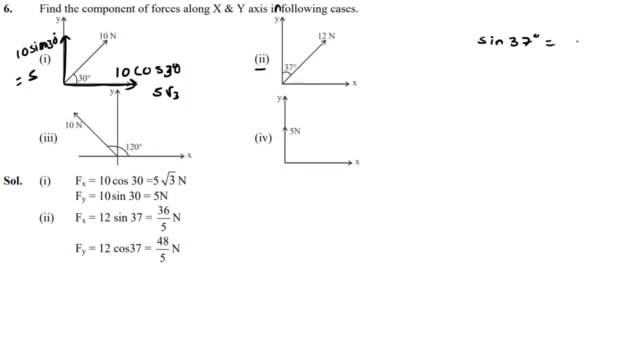 6. Find the component of forces along X & Y axis in following cases.
y
10 sin 30°
= 5
10 N
(i)
30°
10 cos 30
x
5√3
y
12 N
(ii)
37°
x
sin 37° =
y
10 N
(iii)
120°
x
y
5N
(iv)
x
Sol. (i) Fx = 10 cos 30 =5√3 N
Fy = 10 sin 30 = 5N
(ii) Fx = 12 sin 37 = 36/5 N
Fy = 12 cos37 = 48/5 N